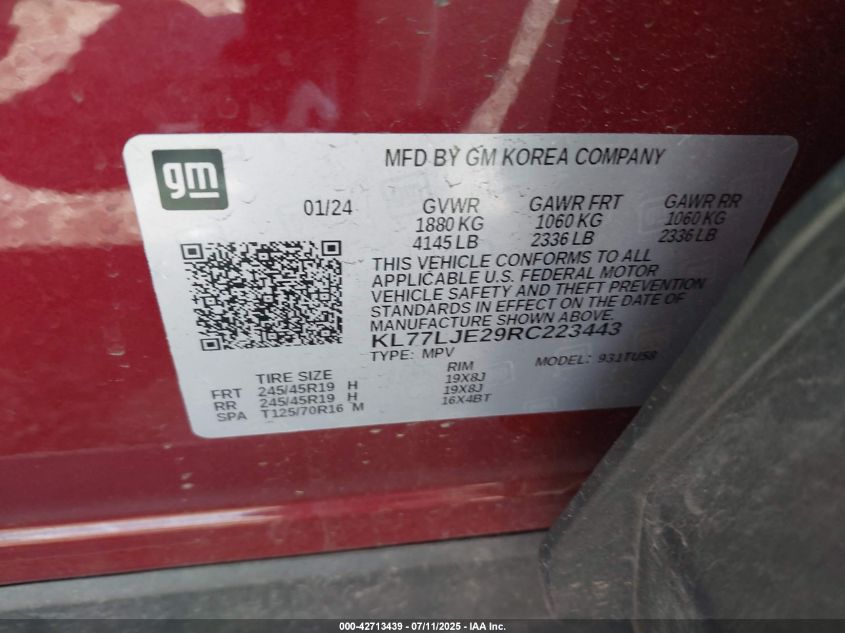 gm
MFD BY GM KOREA COMPANY
01/24 GVWR GAWR FRT GAWR RR
1880 KG 1060 KG 1060 KG
4145 LB 2336 LB 2336 LB
THIS VEHICLE CONFORMS TO ALL
APPLICABLE U.S. FEDERAL MOTOR
VEHICLE SAFETY AND THEFT PREVENTION
STANDARDS IN EFFECT ON THE DATE OF
MANUFACTURE SHOWN ABOVE.
KL77LJE29RC223443
TYPE: MPV MODEL: 931TU58
TIRE SIZE RIM
FRT 245/45R19 H 19X8J
RR 245/45R19 H 19X8J
SPA T125/70R16 M 16X4BT
000-42713439 - 07/11/2025 - IAA Inc.